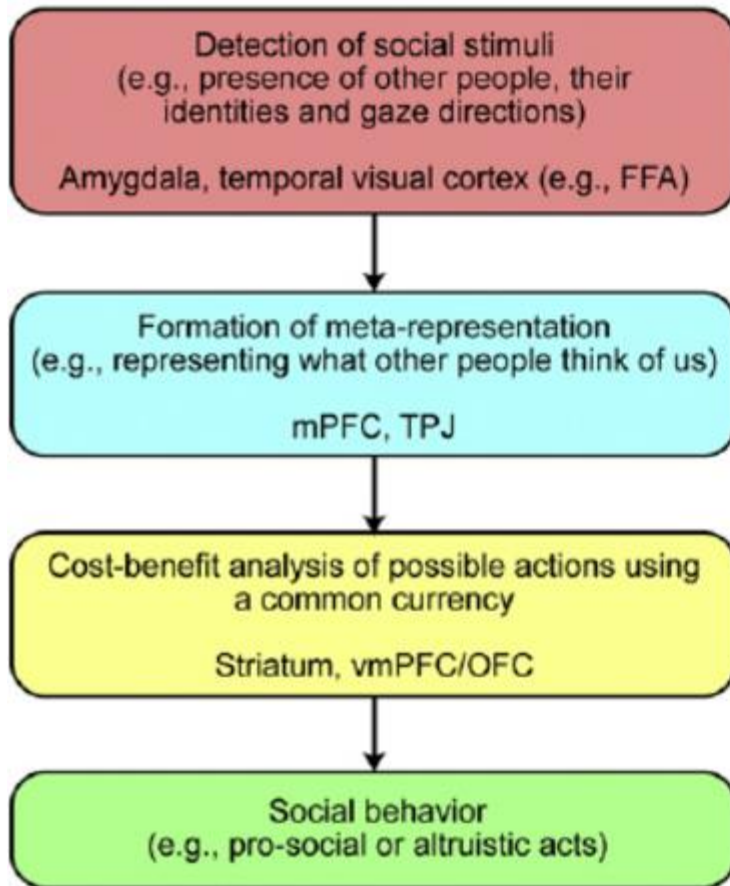 Detection of social stimuli
(e.g., presence of other people, their
identities and gaze directions)
Amygdala, temporal visual cortex (e.g., FFA)
Formation of meta-representation
(e.g., representing what other people think of us)
mPFC, TPJ
Cost-benefit analysis of possible actions using
a common currency
Striatum, vmPFC/OFC
Social behavior
(e.g., pro-social or altruistic acts)